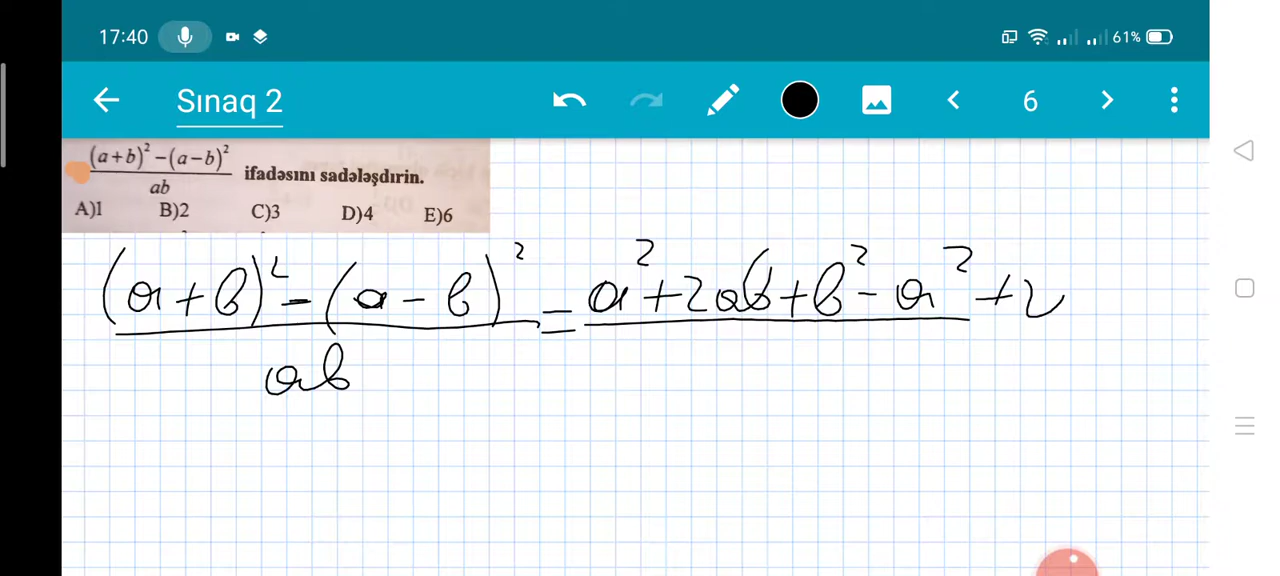 17:40 61%
Sınaq 2 6
(a+b)² −(a−b)²
ifadəsini sadələşdirin.
ab
A)1 B)2 C)3 D)4 E)6
(a+b)² − (a − b)² = a² + 2ab + b² − a² + 2
ab